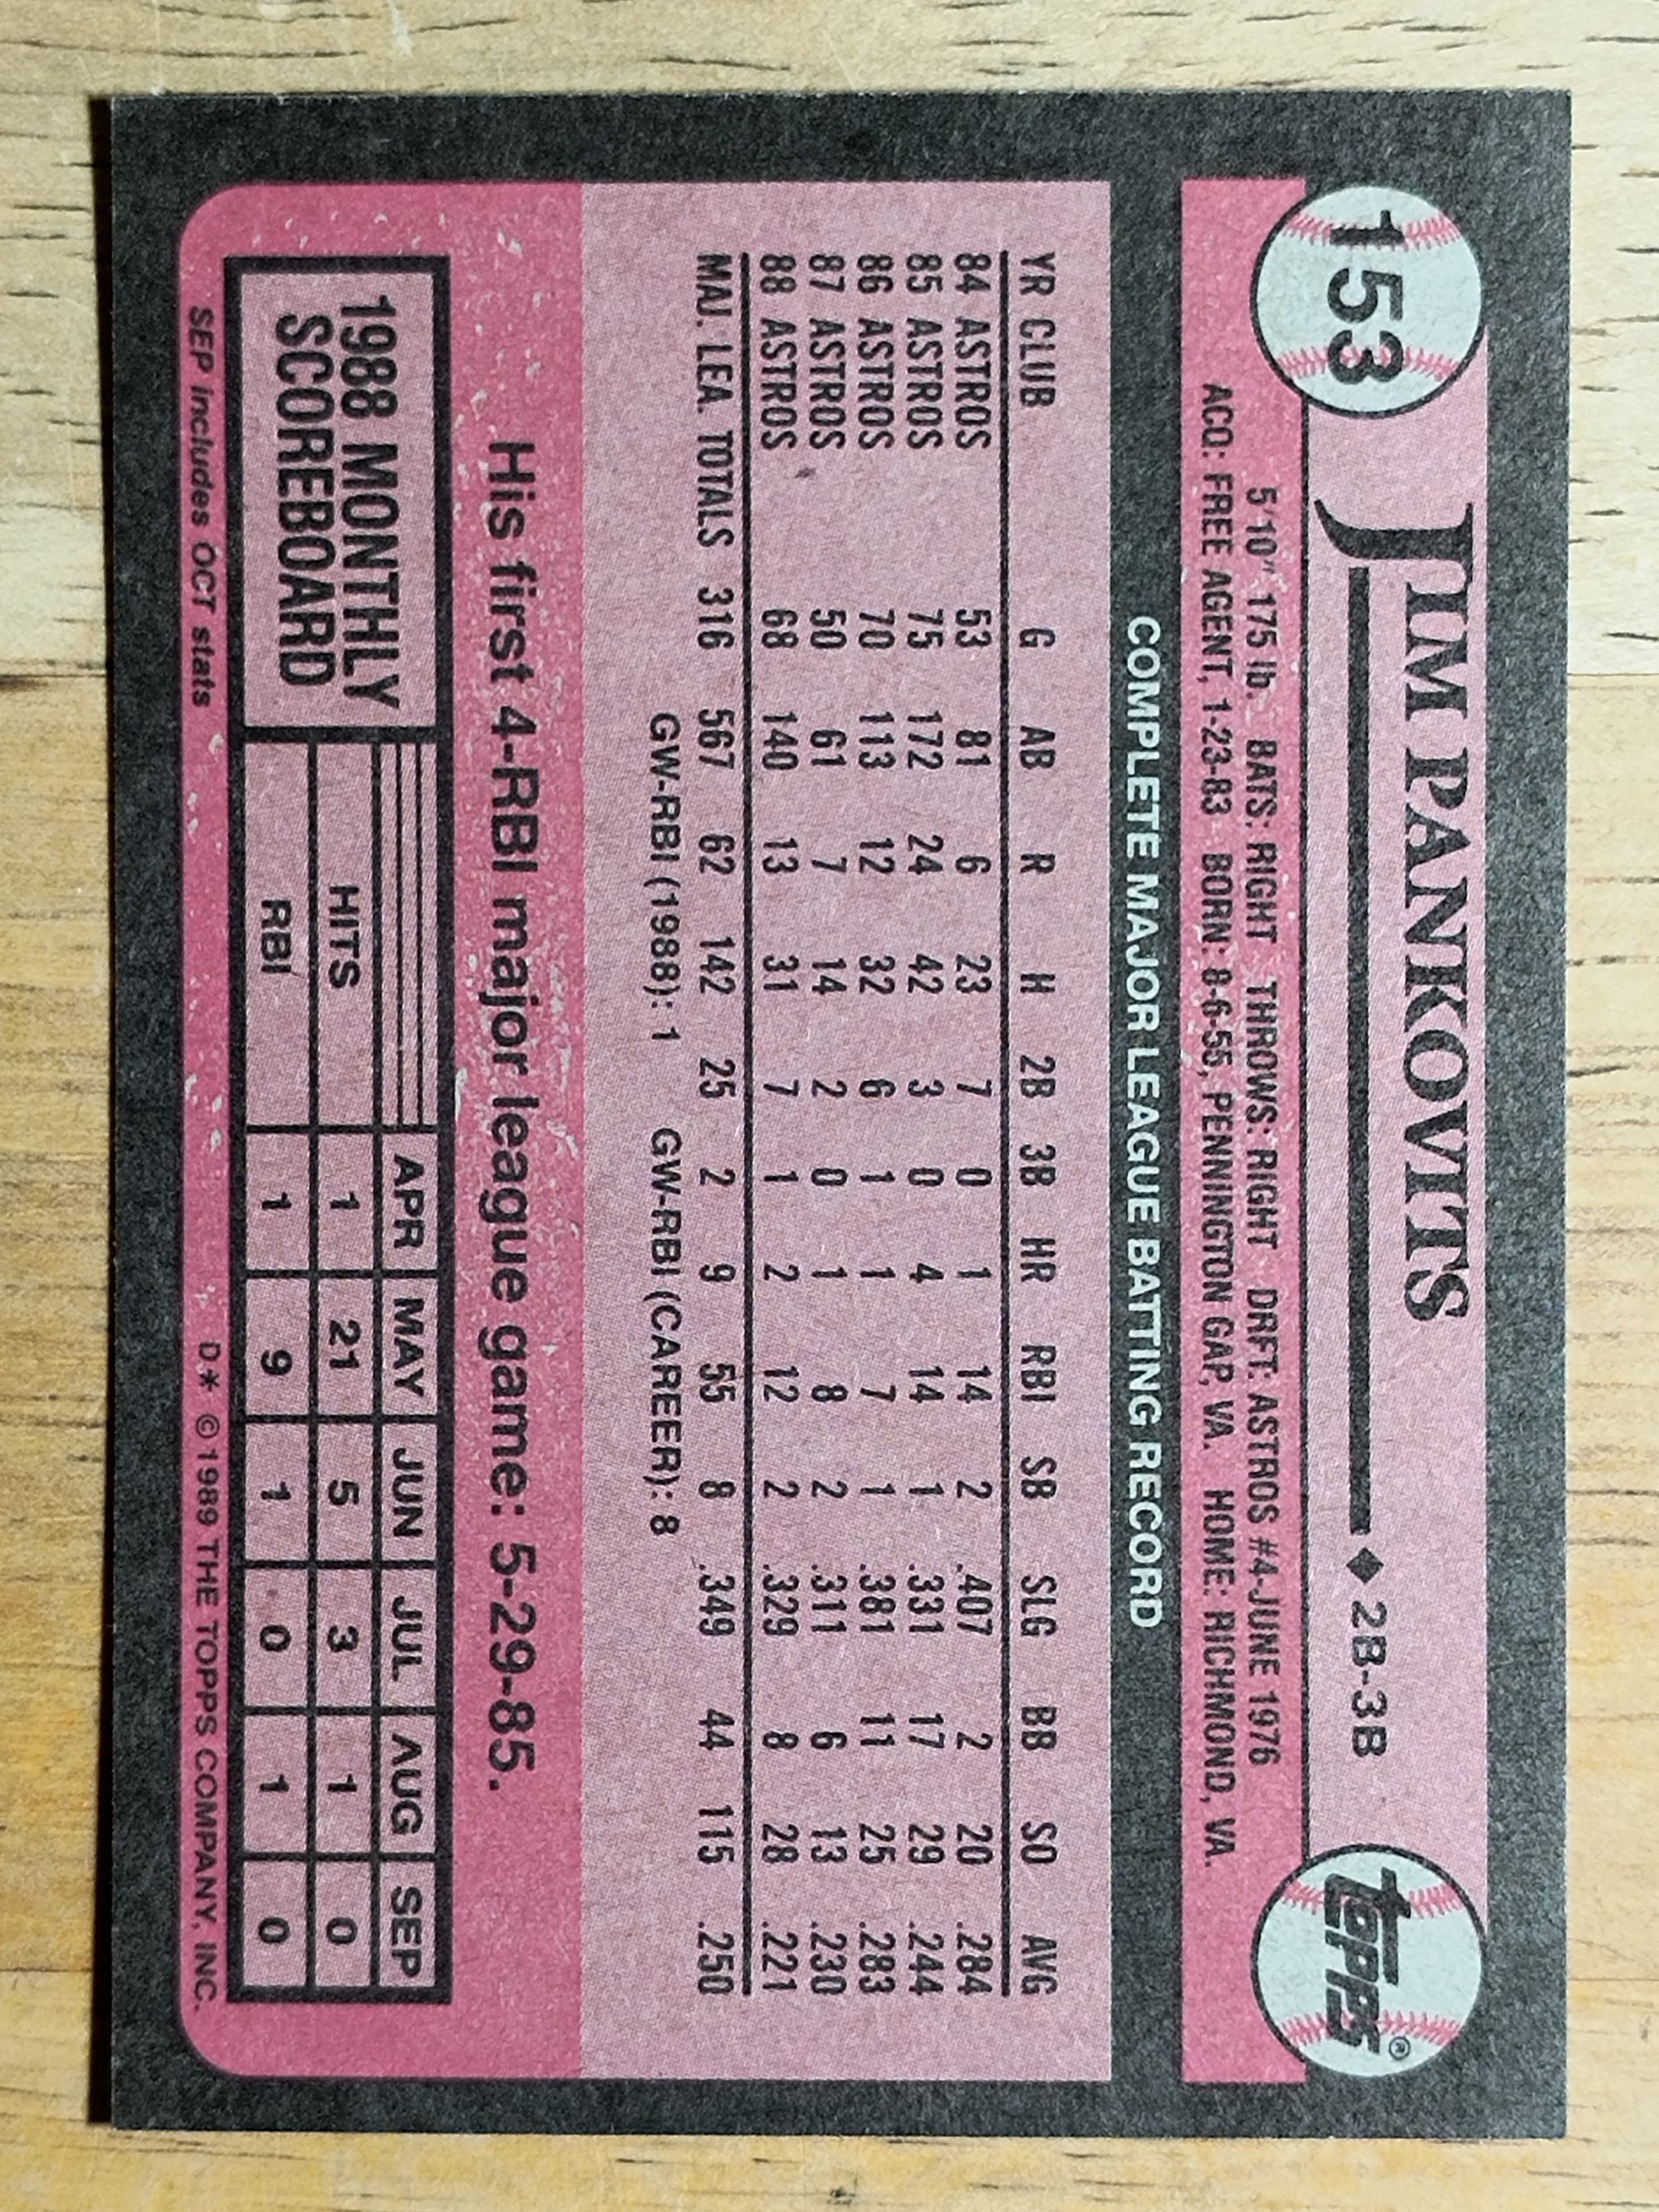 153
JIM PANKOVITS ◆ 2B-3B
TOPPS®
5'10" 175 lb. BATS: RIGHT THROWS: RIGHT DRFT: ASTROS #4-JUNE 1976
ACQ: FREE AGENT, 1-23-83 BORN: 8-6-55, PENNINGTON GAP, VA. HOME: RICHMOND, VA.
COMPLETE MAJOR LEAGUE BATTING RECORD
YR CLUB G AB R H 2B 3B HR RBI SB SLG BB SO AVG
84 ASTROS 53 81 6 23 7 0 1 14 2 .407 2 20 .284
85 ASTROS 75 172 24 42 3 0 4 14 1 .331 17 29 .244
86 ASTROS 70 113 12 32 6 1 1 7 1 .381 11 25 .283
87 ASTROS 50 61 7 14 2 0 1 8 2 .311 6 13 .230
88 ASTROS 68 140 13 31 7 1 2 12 2 .329 8 28 .221
MAJ. LEA. TOTALS 316 567 62 142 25 2 9 55 8 .349 44 115 .250
GW-RBI (1988): 1 GW-RBI (CAREER): 8
His first 4-RBI major league game: 5-29-85.
1988 MONTHLY
SCOREBOARD
APR MAY JUN JUL AUG SEP
HITS 1 21 5 3 1 0
RBI 1 9 1 0 1 0
SEP includes OCT stats D* © 1989 THE TOPPS COMPANY, INC.